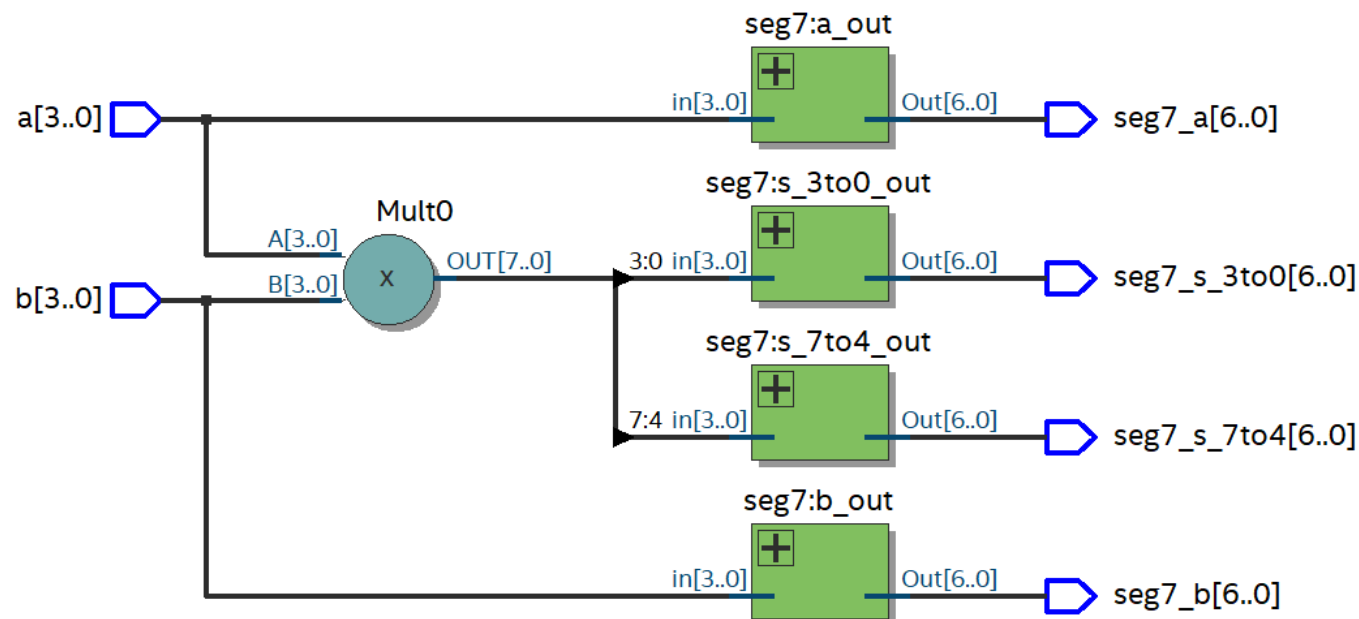 seg7:a_out
a[3..0]
in[3..0]
Out[6..0]
seg7_a[6..0]
seg7:s_3to0_out
Mult0
A[3..0]
B[3..0]
x
OUT[7..0]
3:0 in[3..0]
Out[6..0]
seg7_s_3to0[6..0]
b[3..0]
seg7:s_7to4_out
7:4 in[3..0]
Out[6..0]
seg7_s_7to4[6..0]
seg7:b_out
in[3..0]
Out[6..0]
seg7_b[6..0]